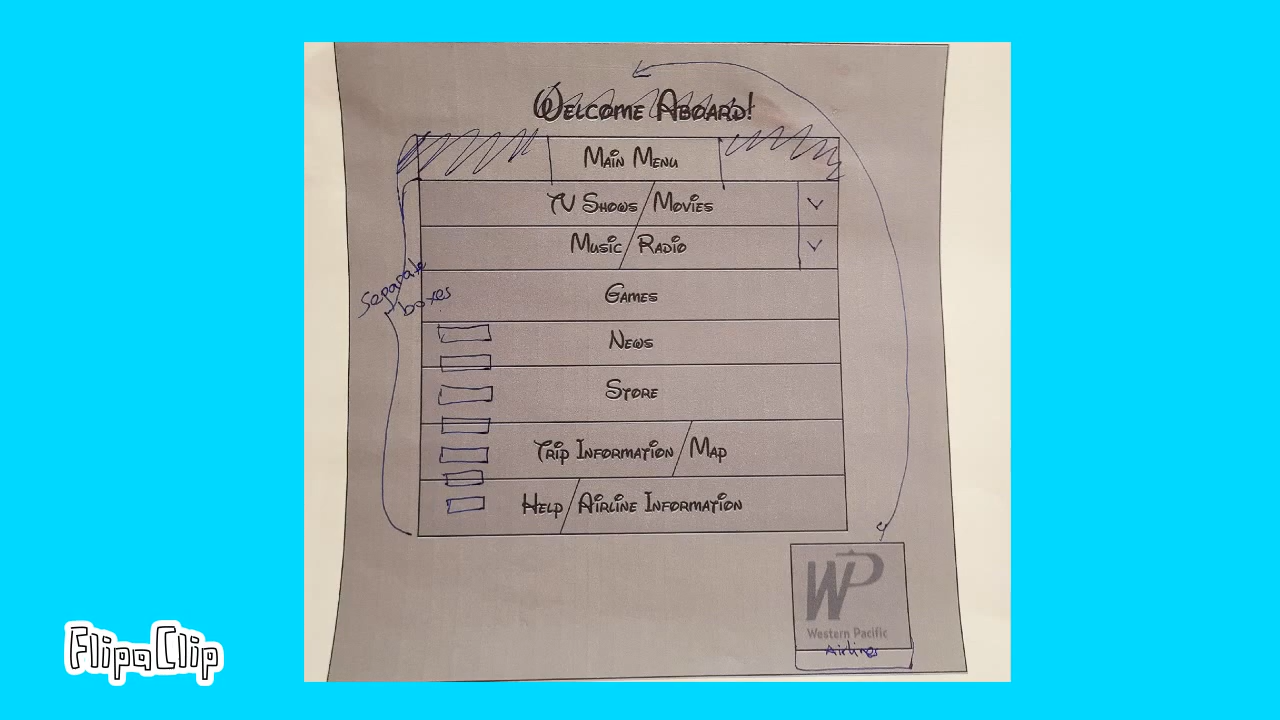 Welcome Aboard!
Main Menu
TV Shows/Movies
Music/Radio
Games
Separate
boxes
News
Store
Trip Information/Map
Help/Airline Information
WP
Western Pacific
Airlines
FlipaClip